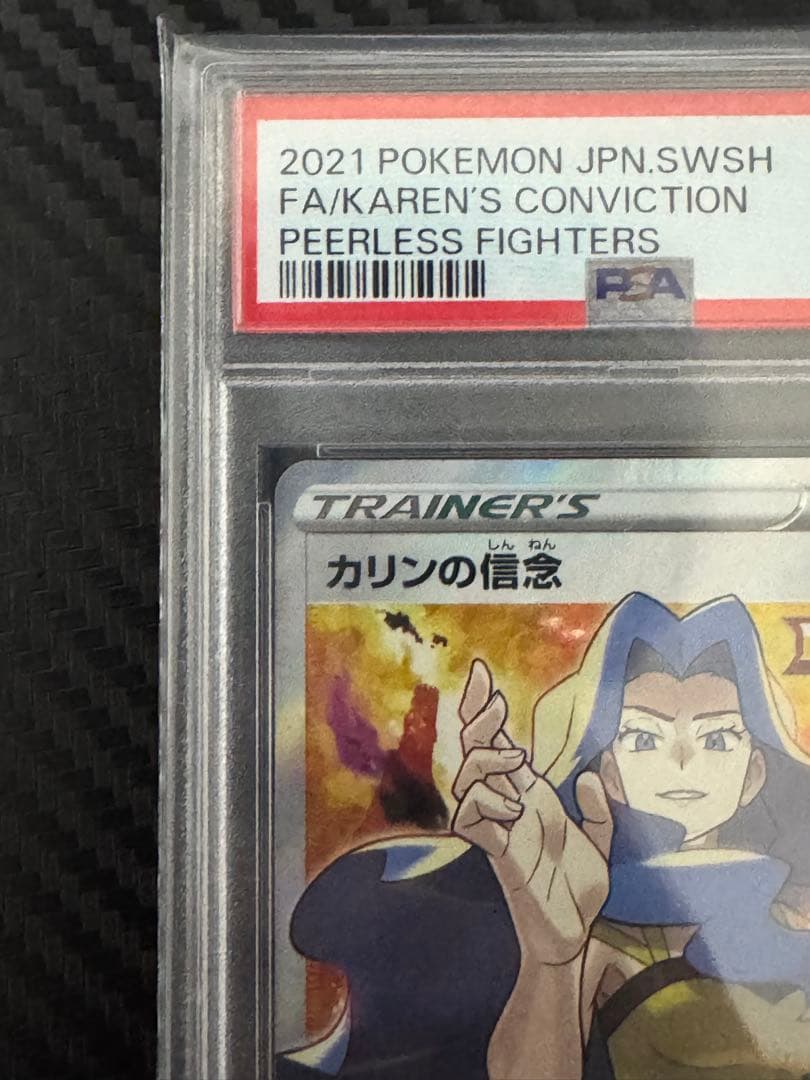 2021 POKEMON JPN.SWSH
FA/KAREN'S CONVICTION
PEERLESS FIGHTERS
PSA
TRAINER'S
しん ねん
カリンの信念